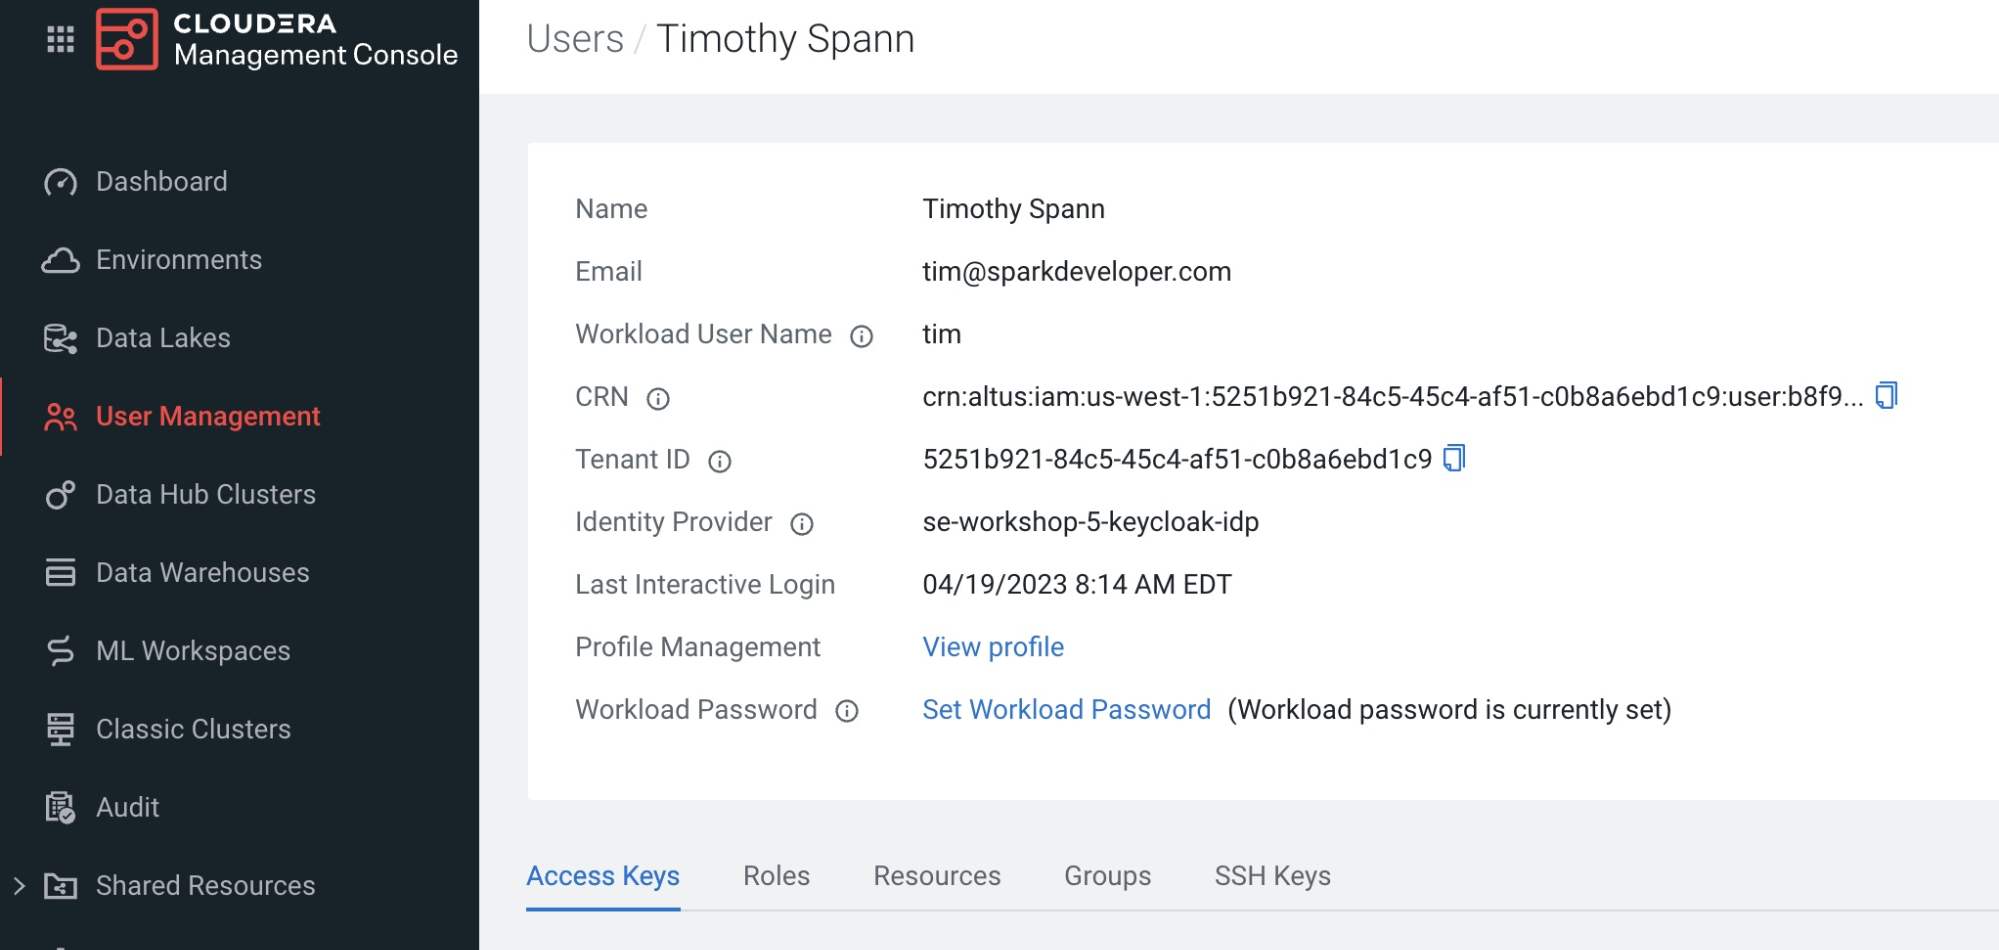 CLOUDERA
Management Console
Dashboard
Environments
Data Lakes
User Management
Data Hub Clusters
Data Warehouses
ML Workspaces
Classic Clusters
Audit
Shared Resources
Users / Timothy Spann
Name Timothy Spann
Email tim@sparkdeveloper.com
Workload User Name tim
CRN crn:altus:iam:us-west-1:5251b921-84c5-45c4-af51-c0b8a6ebd1c9:user:b8f9...
Tenant ID 5251b921-84c5-45c4-af51-c0b8a6ebd1c9
Identity Provider se-workshop-5-keycloak-idp
Last Interactive Login 04/19/2023 8:14 AM EDT
Profile Management View profile
Workload Password Set Workload Password (Workload password is currently set)
Access Keys Roles Resources Groups SSH Keys